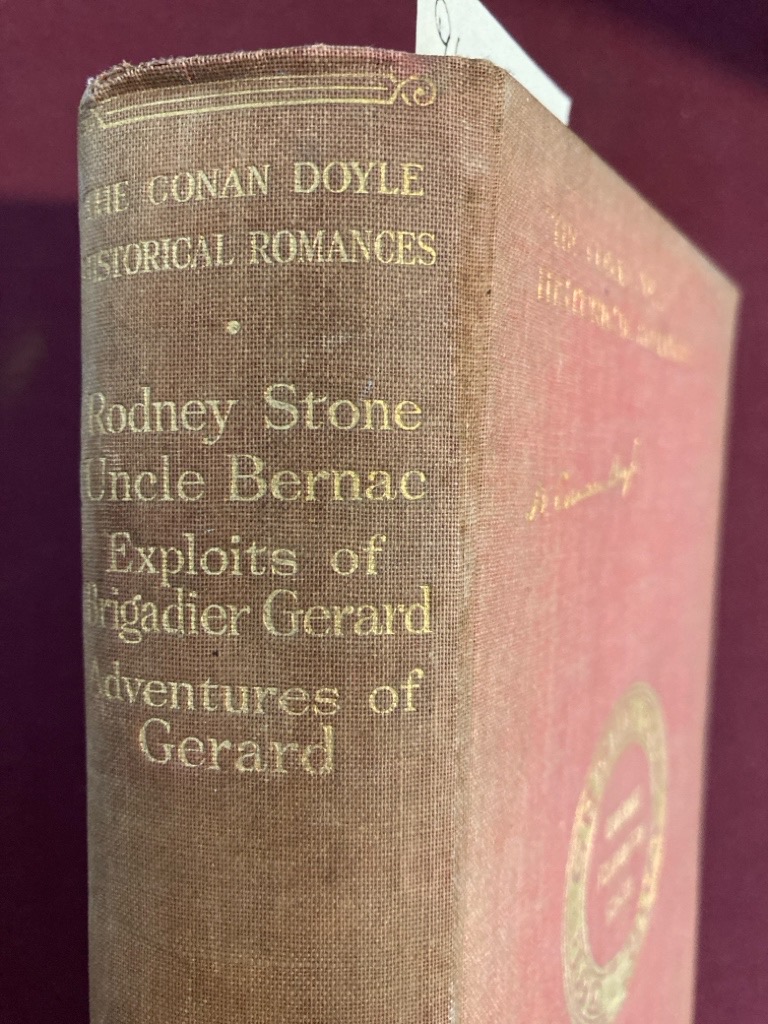 THE CONAN DOYLE
HISTORICAL ROMANCES
Rodney Stone
Uncle Bernac
Exploits of
Brigadier Gerard
Adventures of
Gerard